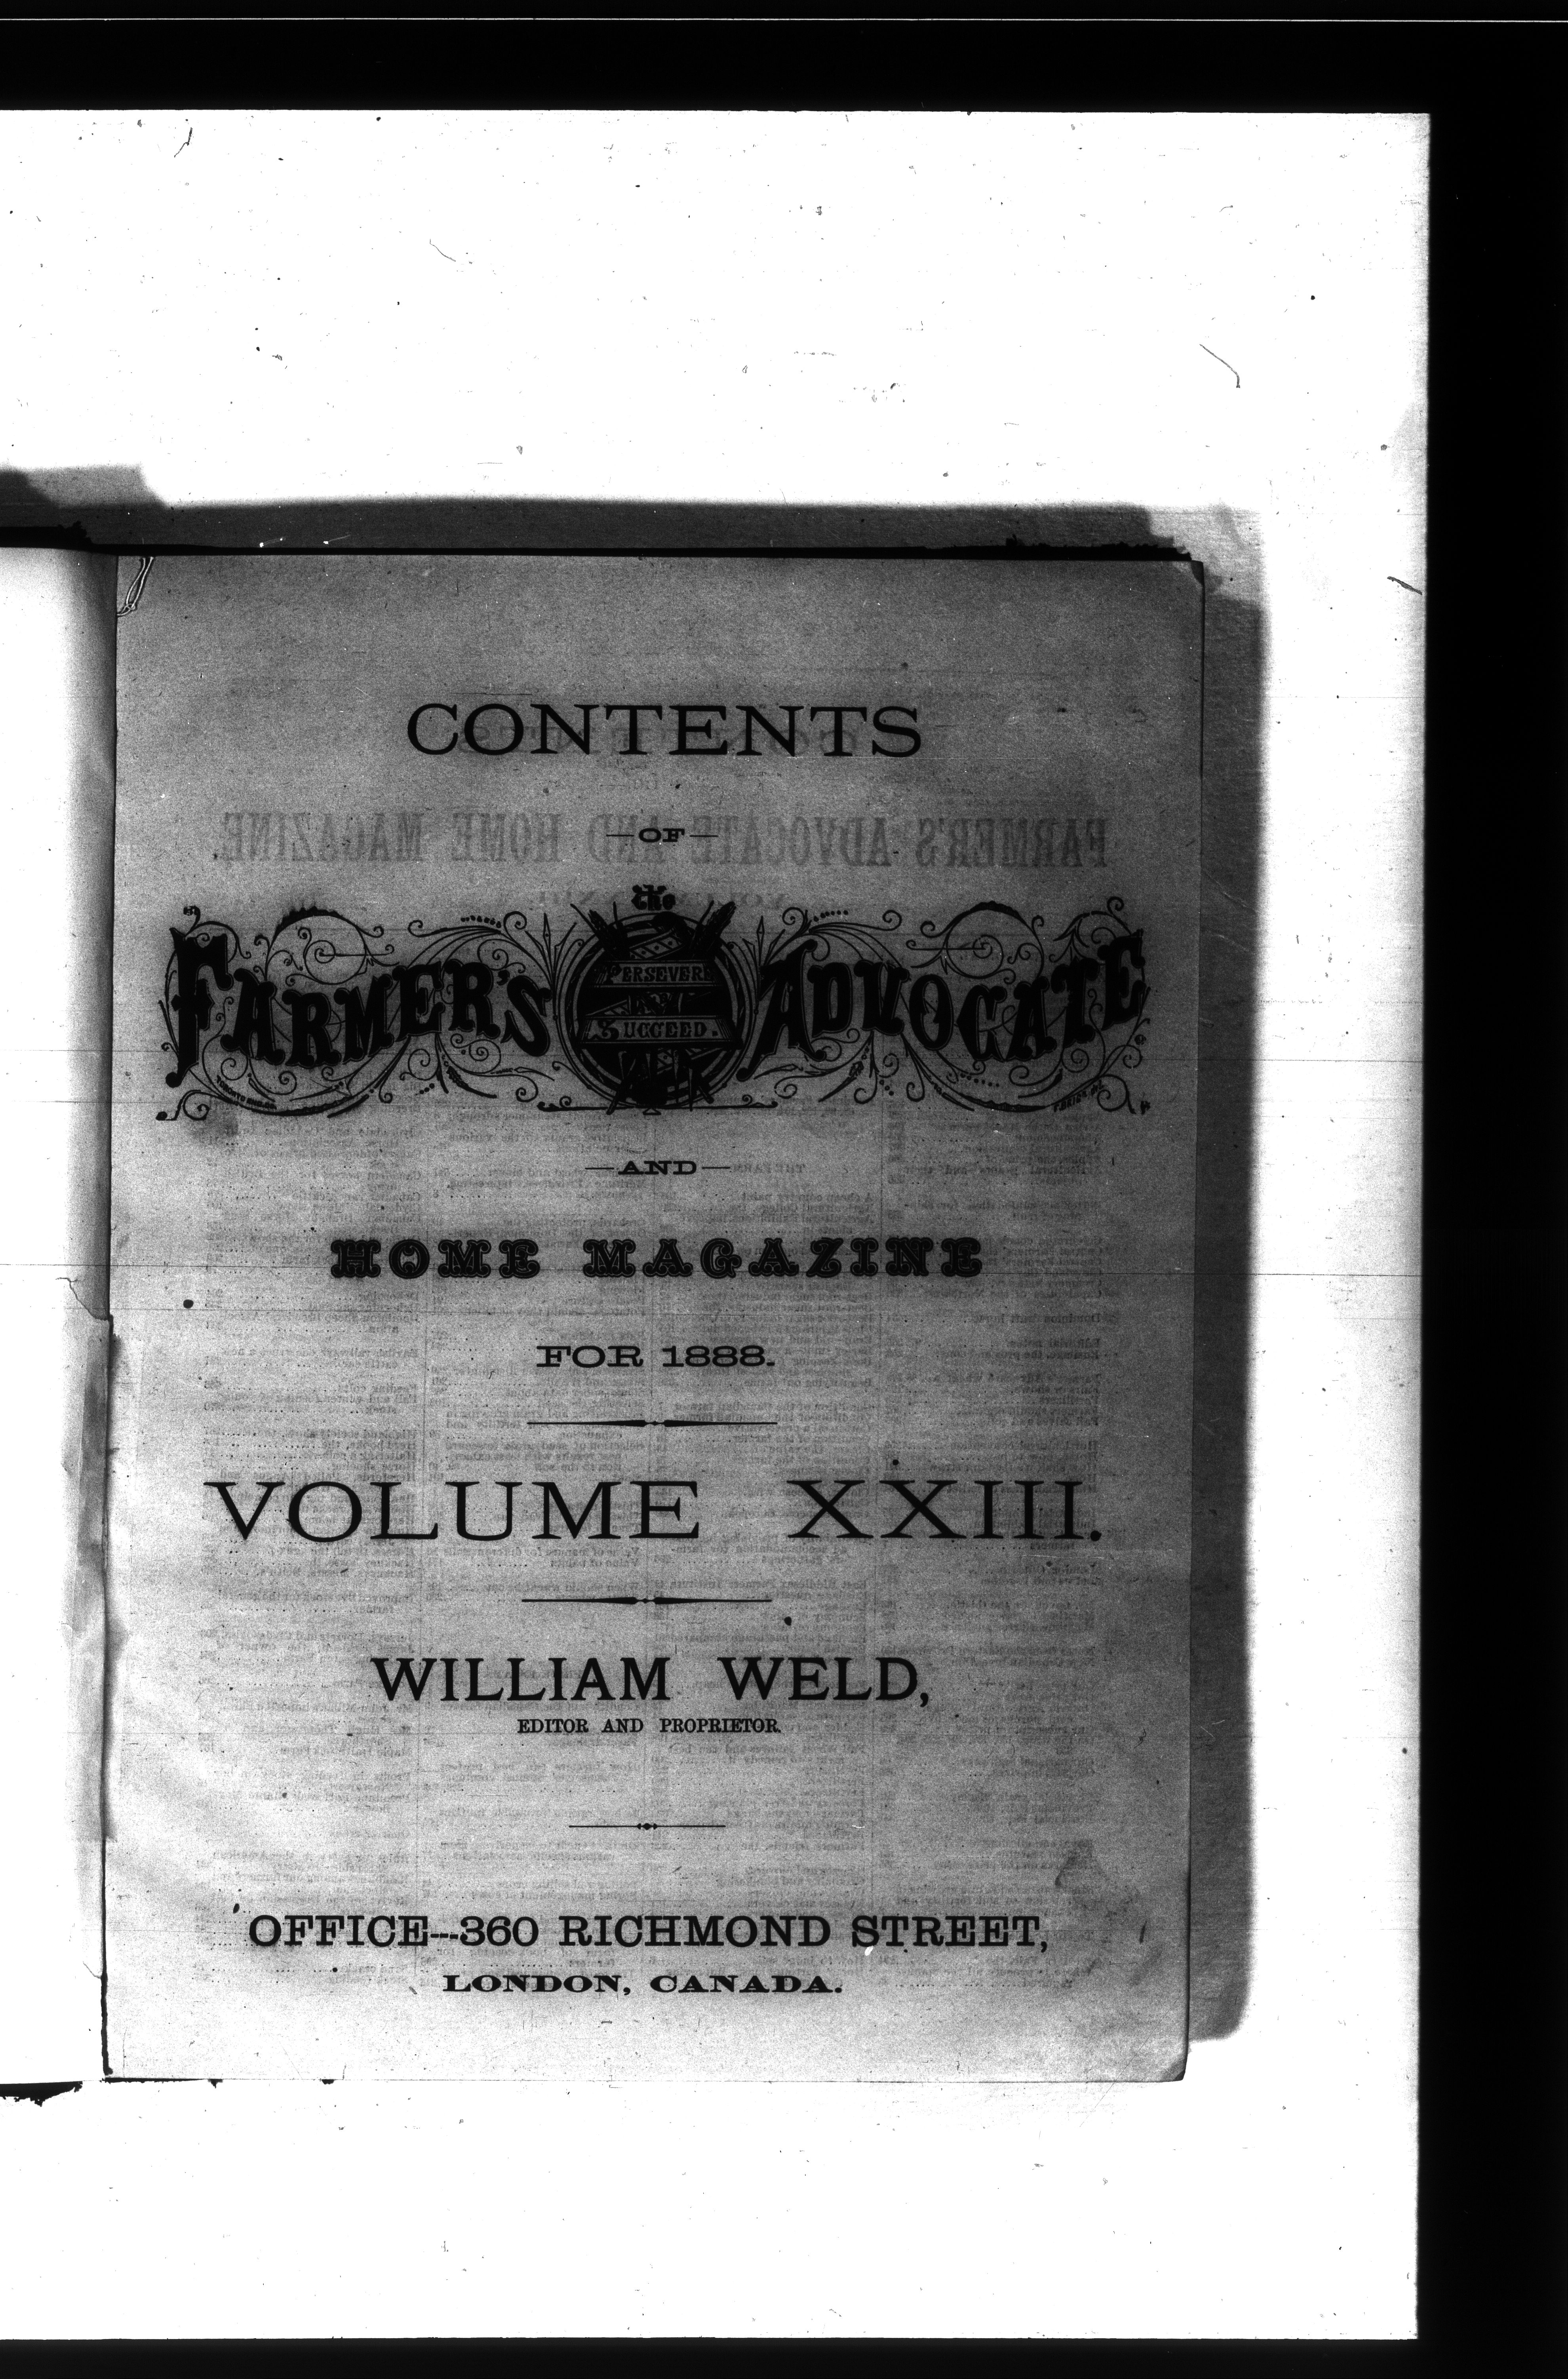 CONTENTS
—OF—
The
FARMER'S ADVOCATE
PERSEVERE
SUCCEED.
—AND—
HOME MAGAZINE
FOR 1888.
VOLUME XXIII.
WILLIAM WELD,
EDITOR AND PROPRIETOR.
OFFICE---360 RICHMOND STREET,
LONDON, CANADA.